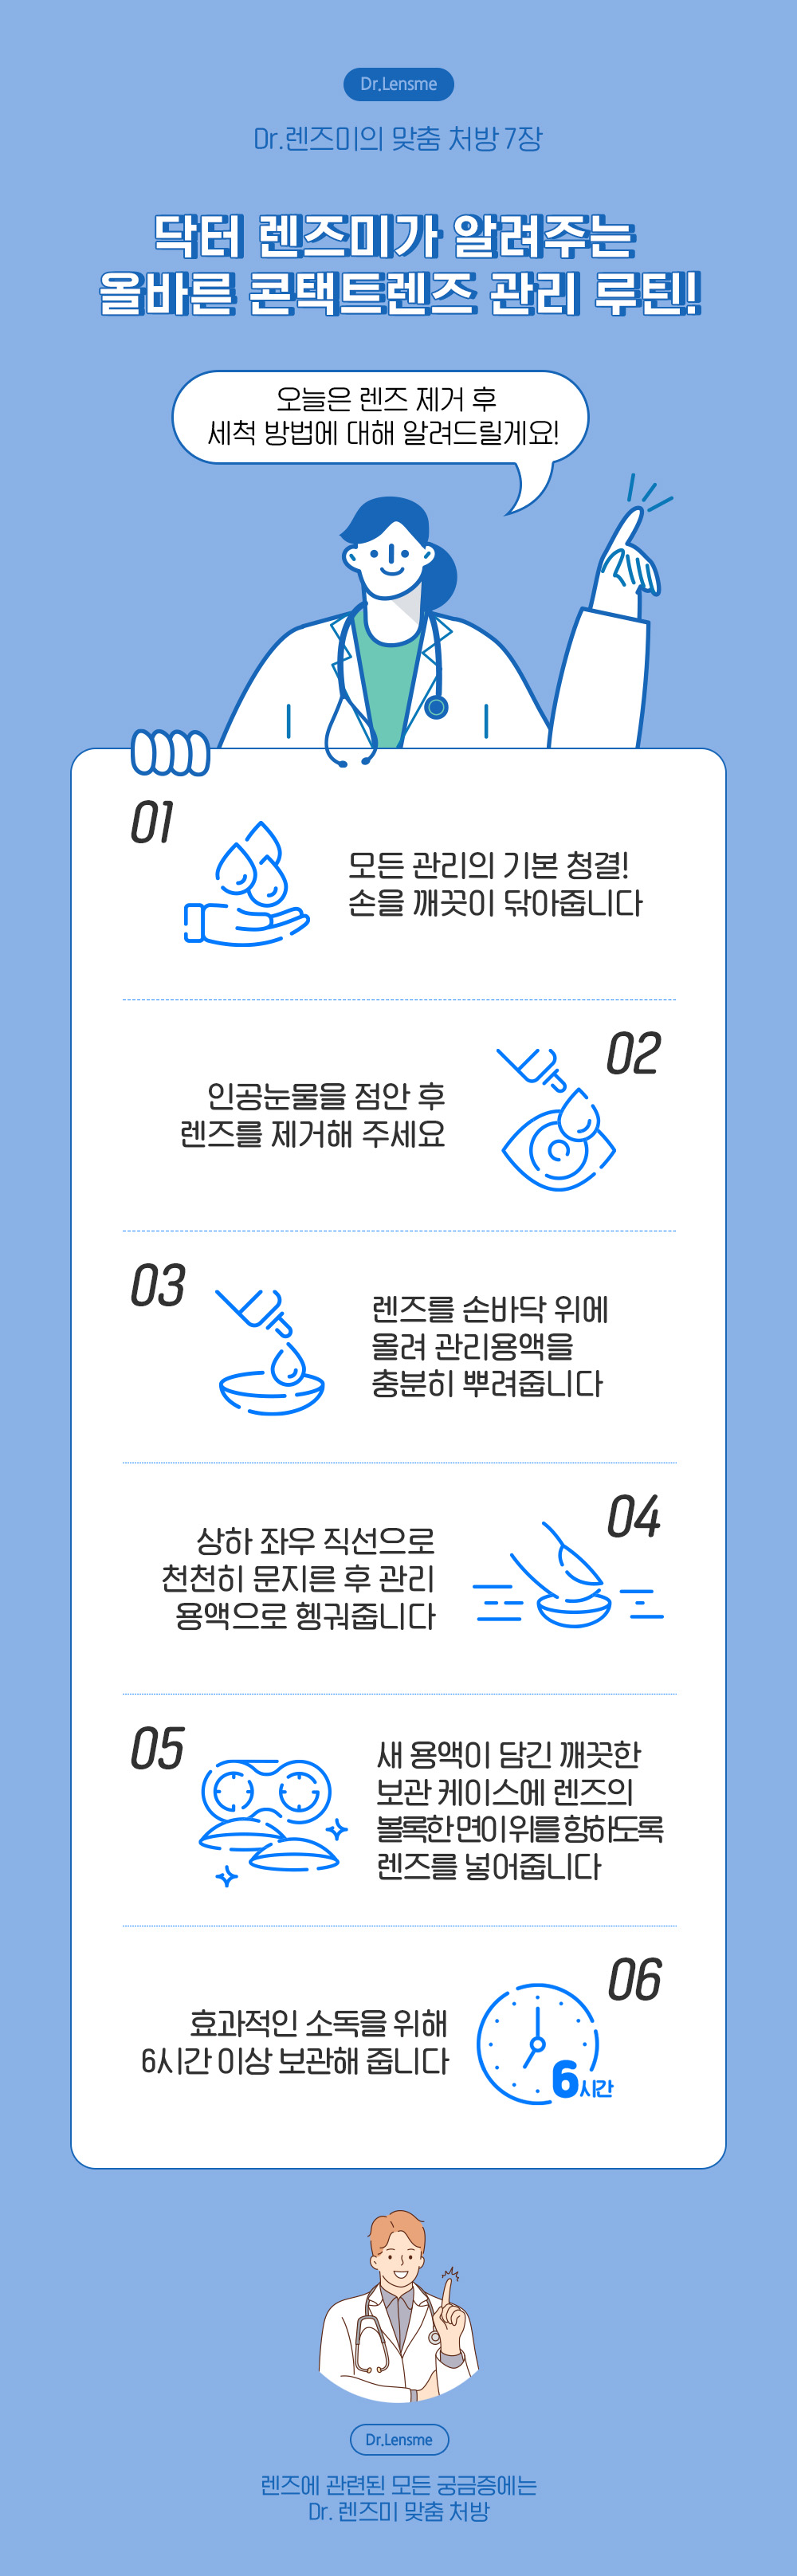 Dr.Lensme
Dr.렌즈미의 맞춤 처방 7장
닥터 렌즈미가 알려주는
올바른 콘택트렌즈 관리 루틴!
오늘은 렌즈 제거 후
세척 방법에 대해 알려드릴게요!
01
모든 관리의 기본 청결!
손을 깨끗이 닦아줍니다
02
인공눈물을 점안 후
렌즈를 제거해 주세요
03
렌즈를 손바닥 위에
올려 관리용액을
충분히 뿌려줍니다
04
상하 좌우 직선으로
천천히 문지른 후 관리
용액으로 헹궈줍니다
05
새 용액이 담긴 깨끗한
보관 케이스에 렌즈의
볼록한 면이 위를 향하도록
렌즈를 넣어줍니다
06
효과적인 소독을 위해
6시간 이상 보관해 줍니다
6시간
Dr.Lensme
렌즈에 관련된 모든 궁금증에는
Dr. 렌즈미 맞춤 처방